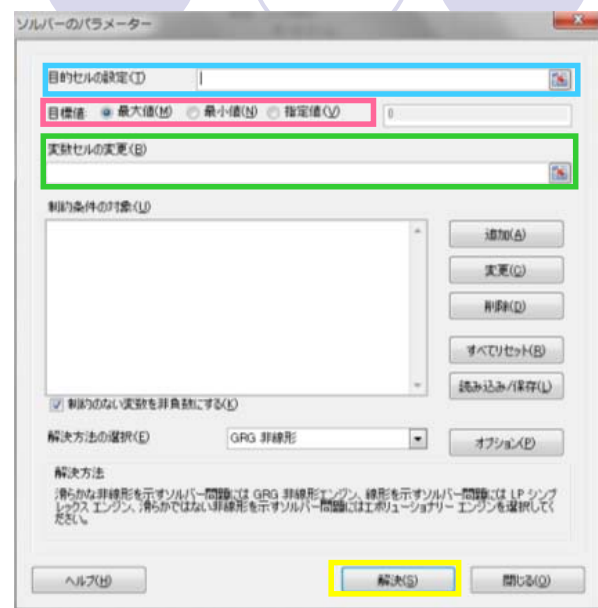 ソルバーのパラメーター
目的セルの設定(T)
目標値: 最大値(M) 最小値(N) 指定値(V) 0
変数セルの変更(B)
制約条件の対象(U)
追加(A)
変更(C)
削除(D)
すべてリセット(R)
読み込み/保存(L)
制約のない変数を非負数にする(K)
解決方法の選択(E) GRG 非線形 オプション(P)
解決方法
滑らかな非線形を示すソルバー問題には GRG 非線形エンジン、線形を示すソルバー問題には LP シンプ
レックス エンジン、滑らかではない非線形を示すソルバー問題にはエボリューショナリー エンジンを選択してく
ださい。
ヘルプ(H) 解決(S) 閉じる(O)